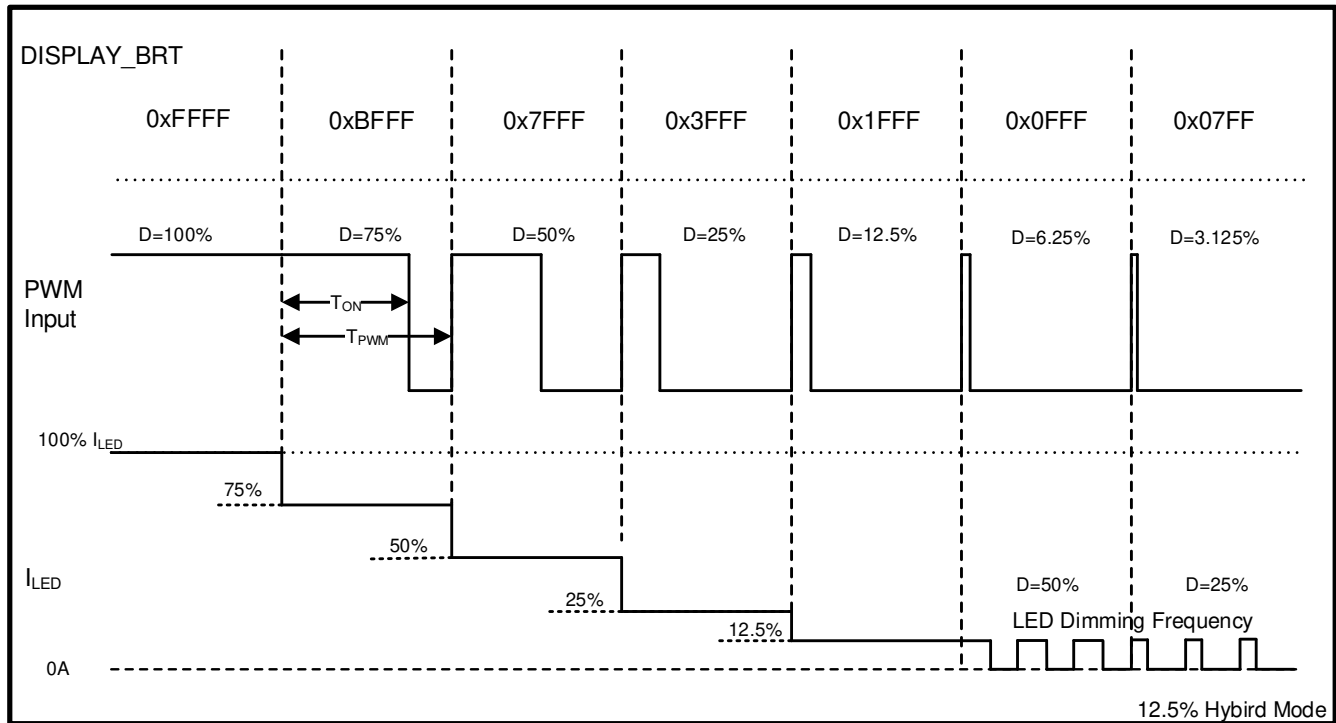 DISPLAY_BRT
0xFFFF 0xBFFF 0x7FFF 0x3FFF 0x1FFF 0x0FFF 0x07FF
D=100% D=75% D=50% D=25% D=12.5% D=6.25% D=3.125%
PWM
Input
TON
TPWM
100% ILED
75%
50%
25%
12.5%
ILED
D=50% D=25%
LED Dimming Frequency
0A
12.5% Hybird Mode